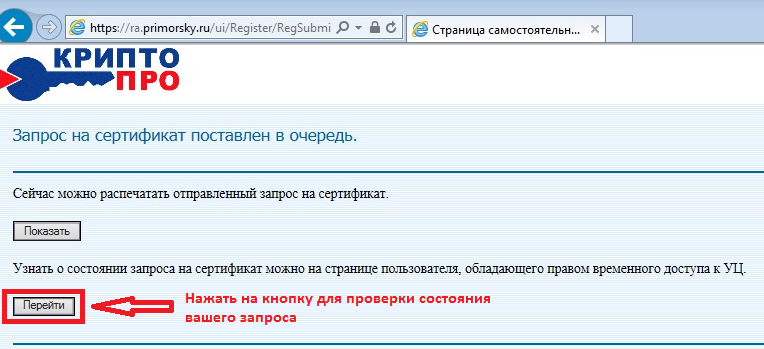 https://ra.primorsky.ru/ui/Register/RegSubmi
Страница самостоятельн...
КРИПТО
ПРО
Запрос на сертификат поставлен в очередь.
Сейчас можно распечатать отправленный запрос на сертификат.
Показать
Узнать о состоянии запроса на сертификат можно на странице пользователя, обладающего правом временного доступа к УЦ.
Перейти
Нажать на кнопку для проверки состояния
вашего запроса